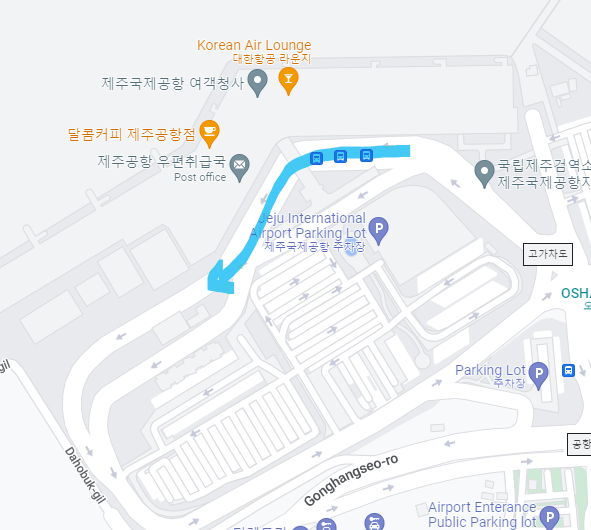 Korean Air Lounge
대한항공 라운지
제주국제공항 여객청사
달콤커피 제주공항점
제주공항 우편취급국
Post office
국립제주검역소
제주국제공항지
Jeju International
Airport Parking Lot
제주국제공항 주차장
고가차도
OSHA
Parking Lot
주차장
gil
Dahobuk-gil
공항
Gonghangseo-ro
Airport Enterance
Public Parking lot